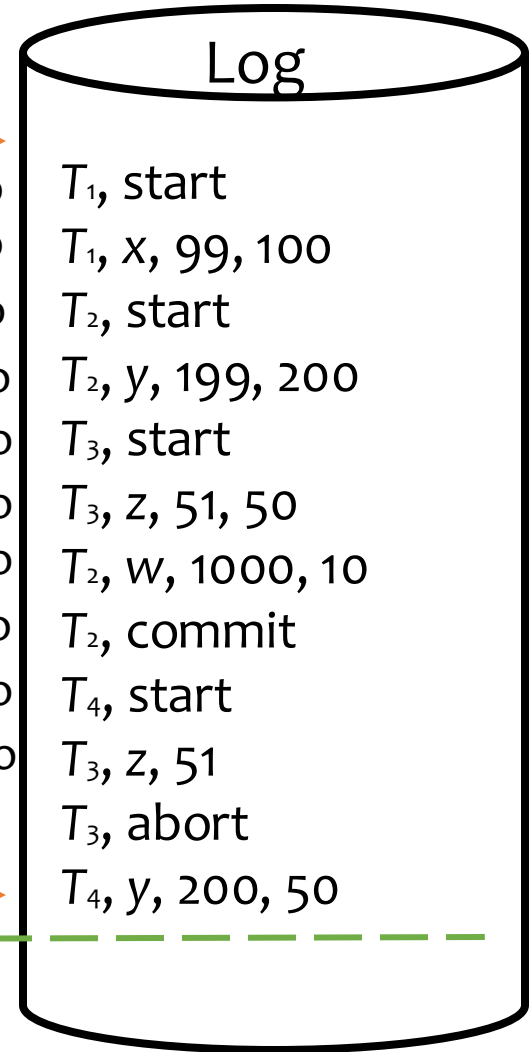 Log
T₁, start
T₁, x, 99, 100
T₂, start
T₂, y, 199, 200
T₃, start
T₃, z, 51, 50
T₂, w, 1000, 10
T₂, commit
T₄, start
T₃, z, 51
T₃, abort
T₄, y, 200, 50